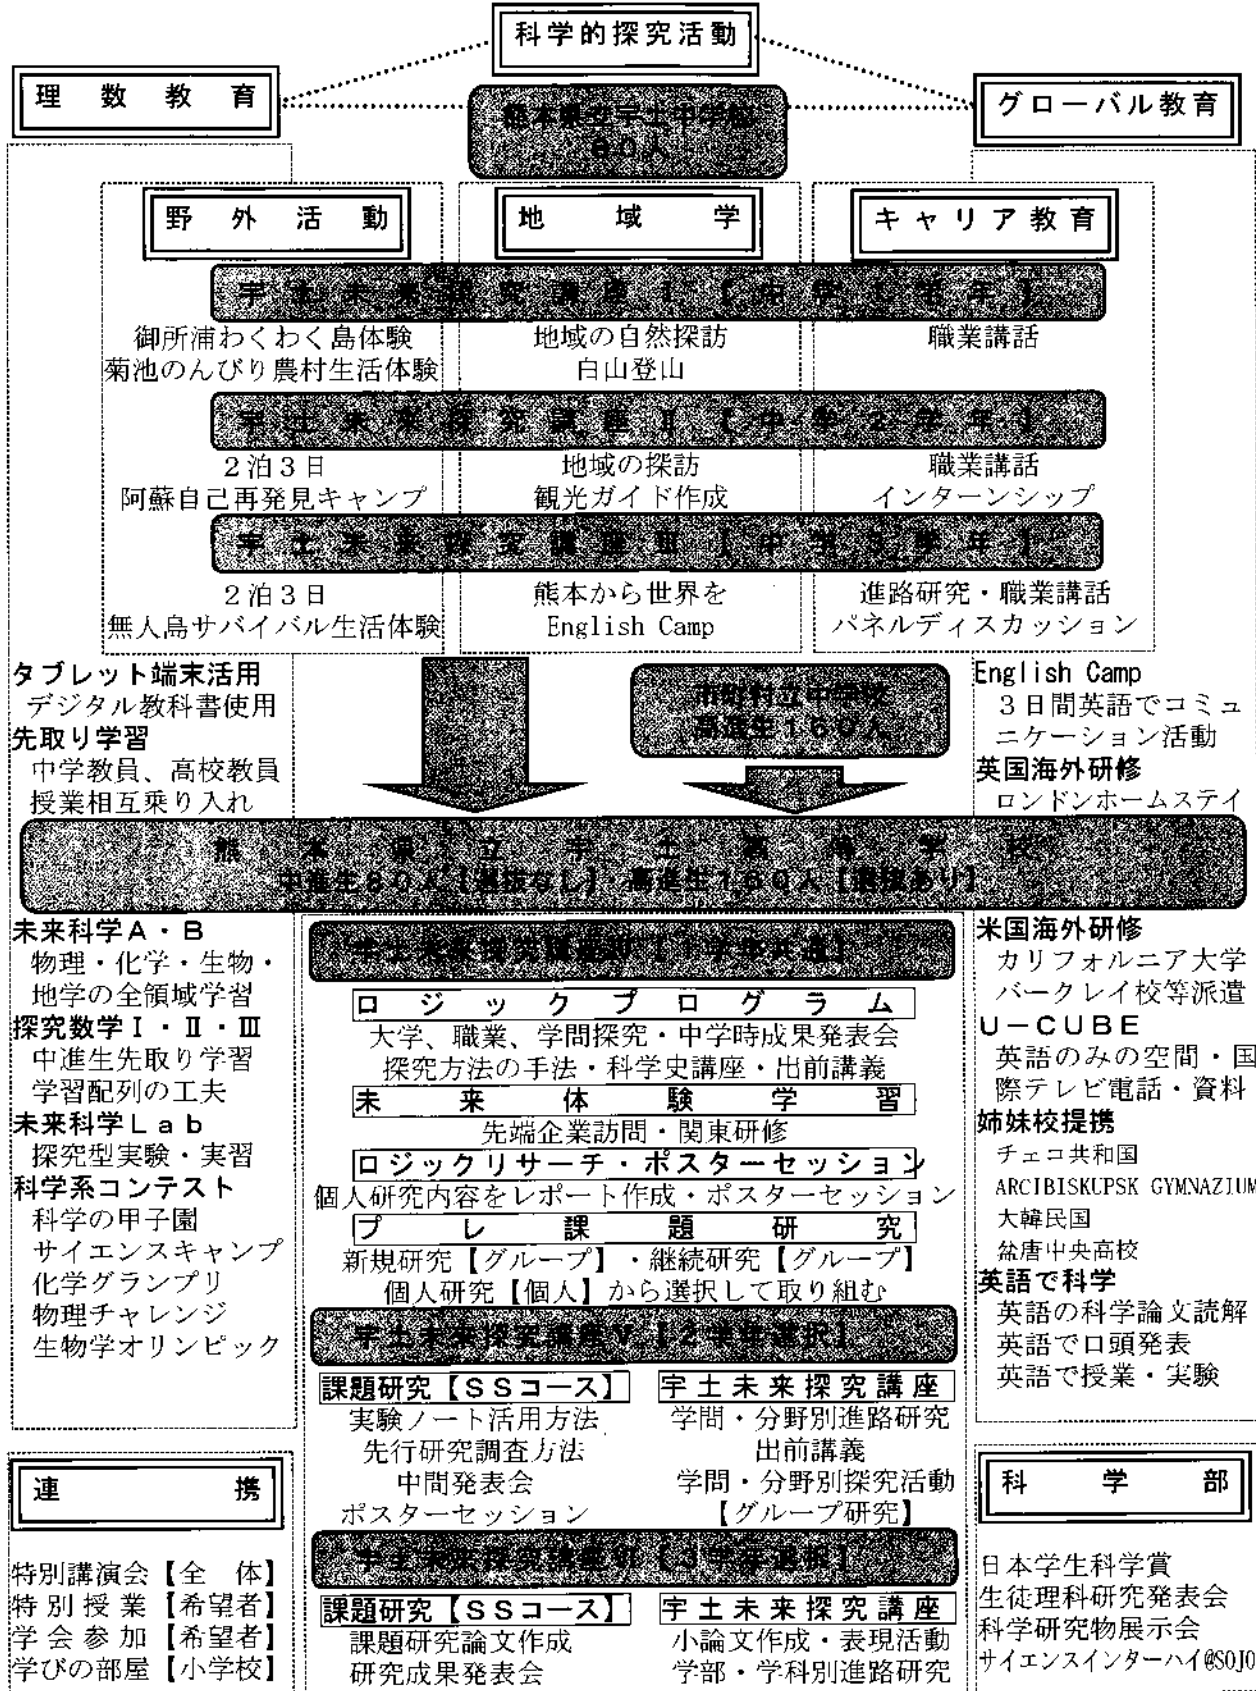 科学的探究活動
理数教育
グローバル教育
熊本県立宇土中学校
80人
野外活動
地域学
キャリア教育
宇土未来探究講座Ⅰ【中学1学年】
御所浦わくわく島体験
菊池のんびり農村生活体験
地域の自然探訪
白山登山
職業講話
宇土未来探究講座Ⅱ【中学2学年】
2泊3日
阿蘇自己再発見キャンプ
地域の探訪
観光ガイド作成
職業講話
インターンシップ
宇土未来探究講座Ⅲ【中学3学年】
2泊3日
無人島サバイバル生活体験
熊本から世界を
English Camp
進路研究・職業講話
パネルディスカッション
市町村立中学校
高進生160人
タブレット端末活用
デジタル教科書使用
先取り学習
中学教員、高校教員
授業相互乗り入れ
English Camp
3日間英語でコミュ
ニケーション活動
英国海外研修
ロンドンホームステイ
熊本県立宇土高等学校
中進生80人【選抜なし】・高進生160人【選抜あり】
未来科学A・B
物理・化学・生物・
地学の全領域学習
探究数学Ⅰ・Ⅱ・Ⅲ
中進生先取り学習
学習配列の工夫
未来科学Lab
探究型実験・実習
科学系コンテスト
科学の甲子園
サイエンスキャンプ
化学グランプリ
物理チャレンジ
生物学オリンピック
宇土未来探究講座Ⅳ【1学年共通】
ロジックプログラム
大学、職業、学問探究・中学時成果発表会
探究方法の手法・科学史講座・出前講義
未来体験学習
先端企業訪問・関東研修
ロジックリサーチ・ポスターセッション
個人研究内容をレポート作成・ポスターセッション
プレ課題研究
新規研究【グループ】・継続研究【グループ】
個人研究【個人】から選択して取り組む
宇土未来探究講座Ⅴ【2学年選択】
課題研究【SSコース】
実験ノート活用方法
先行研究調査方法
中間発表会
ポスターセッション
宇土未来探究講座
学問・分野別進路研究
出前講義
学問・分野別探究活動
【グループ研究】
宇土未来探究講座Ⅵ【3学年選択】
課題研究【SSコース】
課題研究論文作成
研究成果発表会
宇土未来探究講座
小論文作成・表現活動
学部・学科別進路研究
米国海外研修
カリフォルニア大学
バークレイ校等派遣
U-CUBE
英語のみの空間・国
際テレビ電話・資料
姉妹校提携
チェコ共和国
ARCIBISKUPSK GYMNAZIUM
大韓民国
盆唐中央高校
英語で科学
英語の科学論文読解
英語で口頭発表
英語で授業・実験
連携
特別講演会【全 体】
特別授業【希望者】
学会参加【希望者】
学びの部屋【小学校】
科学部
日本学生科学賞
生徒理科研究発表会
科学研究物展示会
サイエンスインターハイ@SOJO